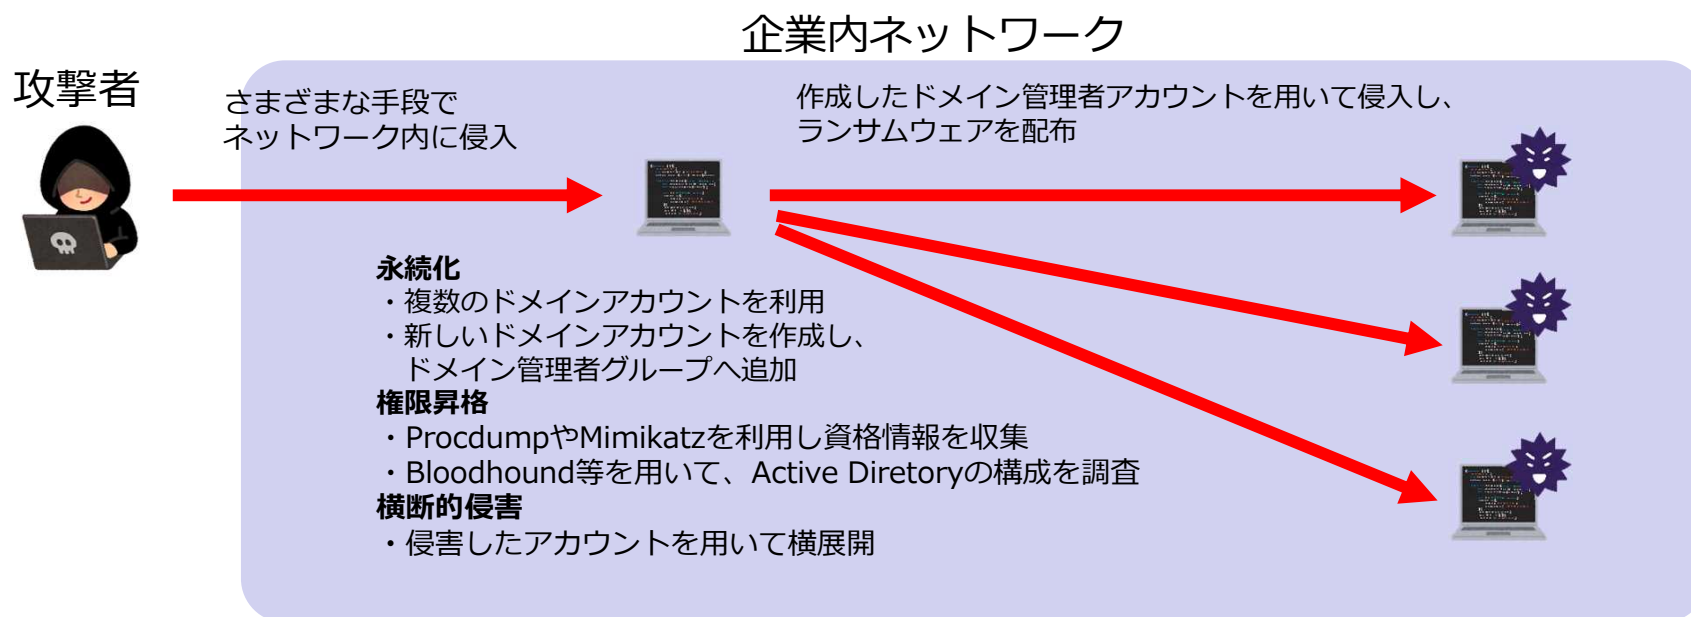 企業内ネットワーク
攻撃者
さまざまな手段で
ネットワーク内に侵入
作成したドメイン管理者アカウントを用いて侵入し、
ランサムウェアを配布
永続化
・複数のドメインアカウントを利用
・新しいドメインアカウントを作成し、
ドメイン管理者グループへ追加
権限昇格
・ProcdumpやMimikatzを利用し資格情報を収集
・Bloodhound等を用いて、Active Diretoryの構成を調査
横断的侵害
・侵害したアカウントを用いて横展開